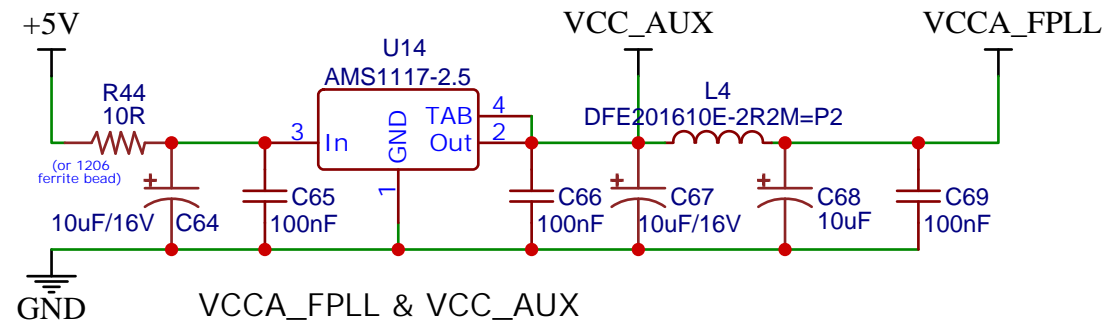 +5V
VCC_AUX
VCCA_FPLL
U14
AMS1117-2.5
R44
10R
L4
DFE201610E-2R2M=P2
3
In
GND
TAB
4
Out
2
1
(or 1206
ferrite bead)
+
10uF/16V
C64
C65
100nF
C66
100nF
+
C67
10uF/16V
+
C68
10uF
C69
100nF
GND
VCCA_FPLL & VCC_AUX